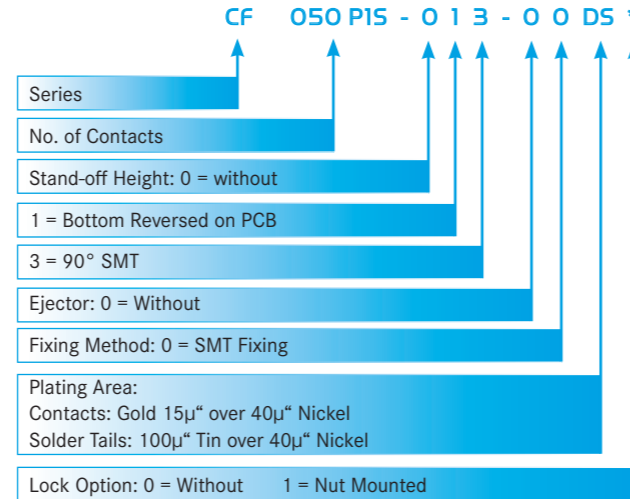 CF 050 P1S - 0 1 3 - 0 0 DS *
Series
No. of Contacts
Stand-off Height: 0 = without
1 = Bottom Reversed on PCB
3 = 90° SMT
Ejector: 0 = Without
Fixing Method: 0 = SMT Fixing
Plating Area:
Contacts: Gold 15µ“ over 40µ“ Nickel
Solder Tails: 100µ“ Tin over 40µ“ Nickel
Lock Option: 0 = Without 1 = Nut Mounted